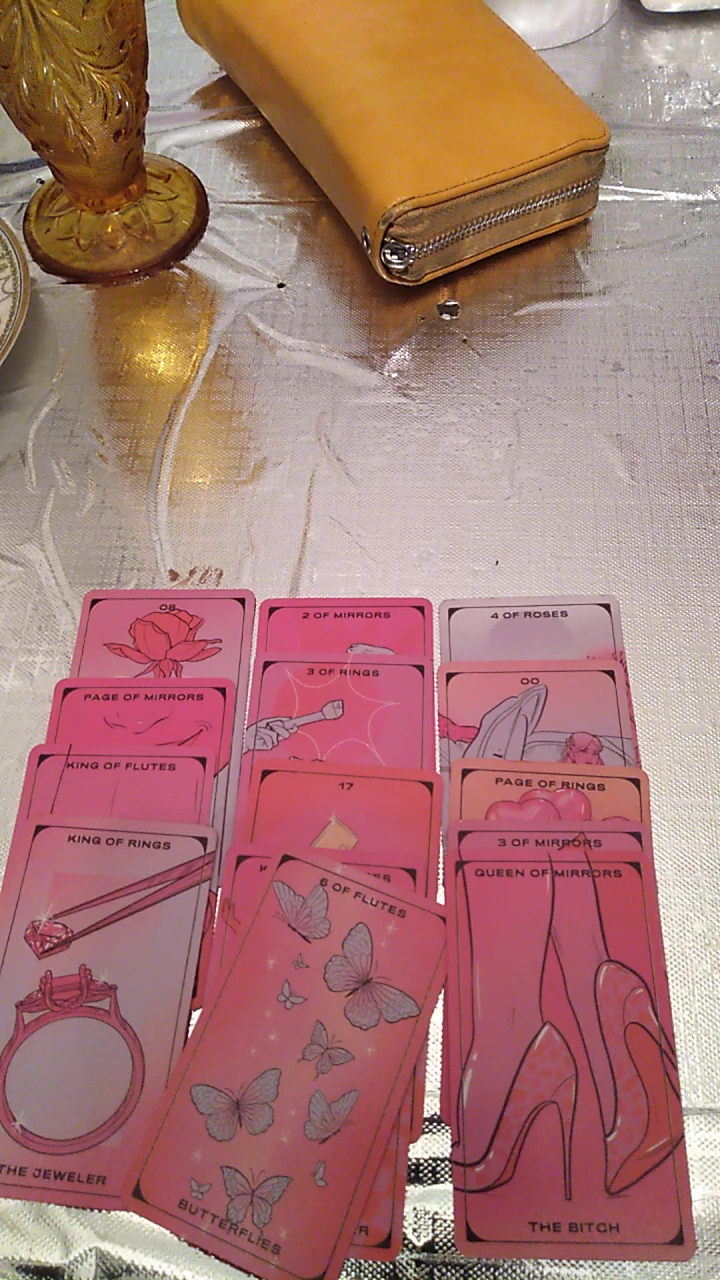 08
PAGE OF MIRRORS
KING OF FLUTES
KING OF RINGS
THE JEWELER
2 OF MIRRORS
3 OF RINGS
17
6 OF FLUTES
BUTTERFLIES
R
4 OF ROSES
00
PAGE OF RINGS
3 OF MIRRORS
QUEEN OF MIRRORS
THE BITCH